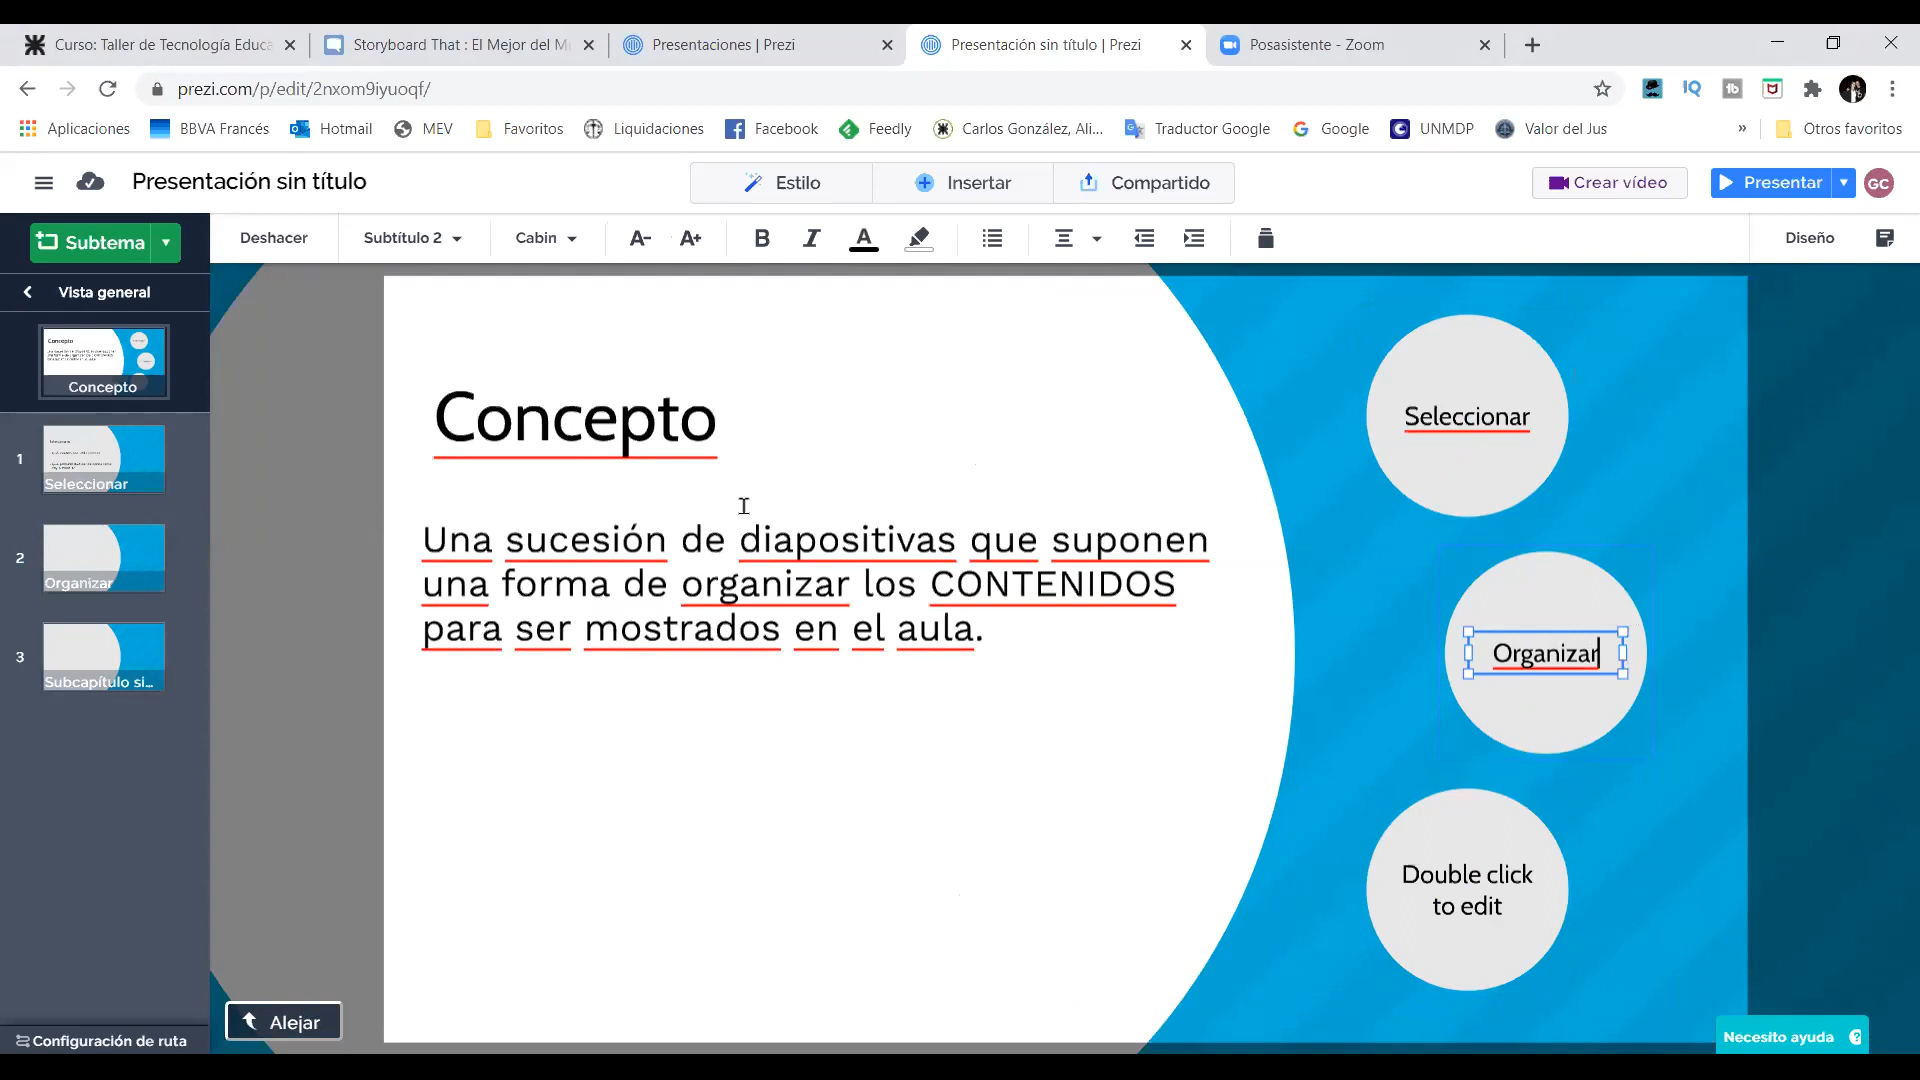 Curso: Taller de Tecnología Educa
Storyboard That : El Mejor del M
Presentaciones | Prezi
Presentación sin título | Prezi
Posasistente - Zoom
prezi.com/p/edit/2nxom9iyuoqf/
Aplicaciones
BBVA Francés
Hotmail
MEV
Favoritos
Liquidaciones
Facebook
Feedly
Carlos González, Ali...
Traductor Google
Google
UNMDP
Valor del Jus
»
Otros favoritos
Presentación sin título
Estilo
Insertar
Compartido
Crear vídeo
Presentar
GC
Subtema
Deshacer
Subtítulo 2
Cabin
A-
A+
B
I
A
Diseño
Vista general
Concepto
1
Seleccionar
2
Organizar
3
Subcapítulo si...
Configuración de ruta
Concepto
Una sucesión de diapositivas que suponen
una forma de organizar los CONTENIDOS
para ser mostrados en el aula.
Seleccionar
Organizar
Double click
to edit
Alejar
Necesito ayuda